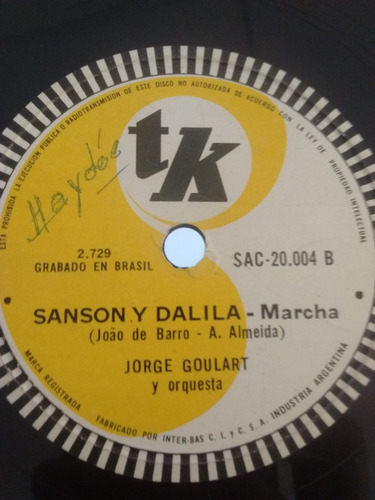 ESTA PROHIBIDA LA EJECUCION PUBLICA O RADIOTRANSMISION DE ESTE DISCO NO AUTORIZADA DE ACUERDO CON LA LEY DE PROPIEDAD INTELECTUAL
tk
Haydée
2.729
GRABADO EN BRASIL
SAC-20.004 B
SANSON Y DALILA - Marcha
(João de Barro - A. Almeida)
JORGE GOULART
y orquesta
MARCA REGISTRADA
FABRICADO POR INTER-BAS C. I. y C. S. A. INDUSTRIA ARGENTINA